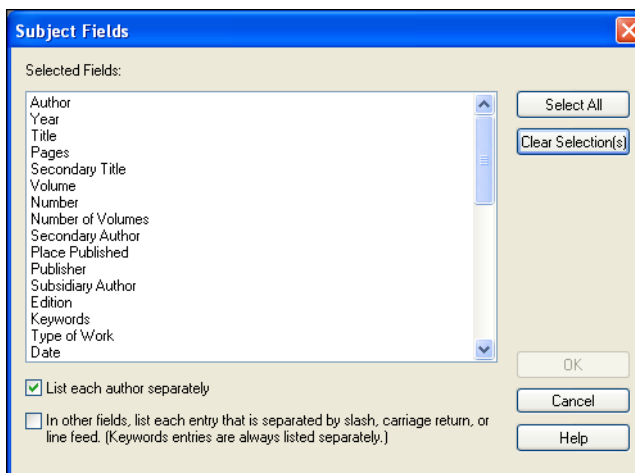 Subject Fields
Selected Fields:
Author
Year
Title
Pages
Secondary Title
Volume
Number
Number of Volumes
Secondary Author
Place Published
Publisher
Subsidiary Author
Edition
Keywords
Type of Work
Date
Select All
Clear Selection(s)
List each author separately
In other fields, list each entry that is separated by slash, carriage return, or
line feed. (Keywords entries are always listed separately.)
OK
Cancel
Help